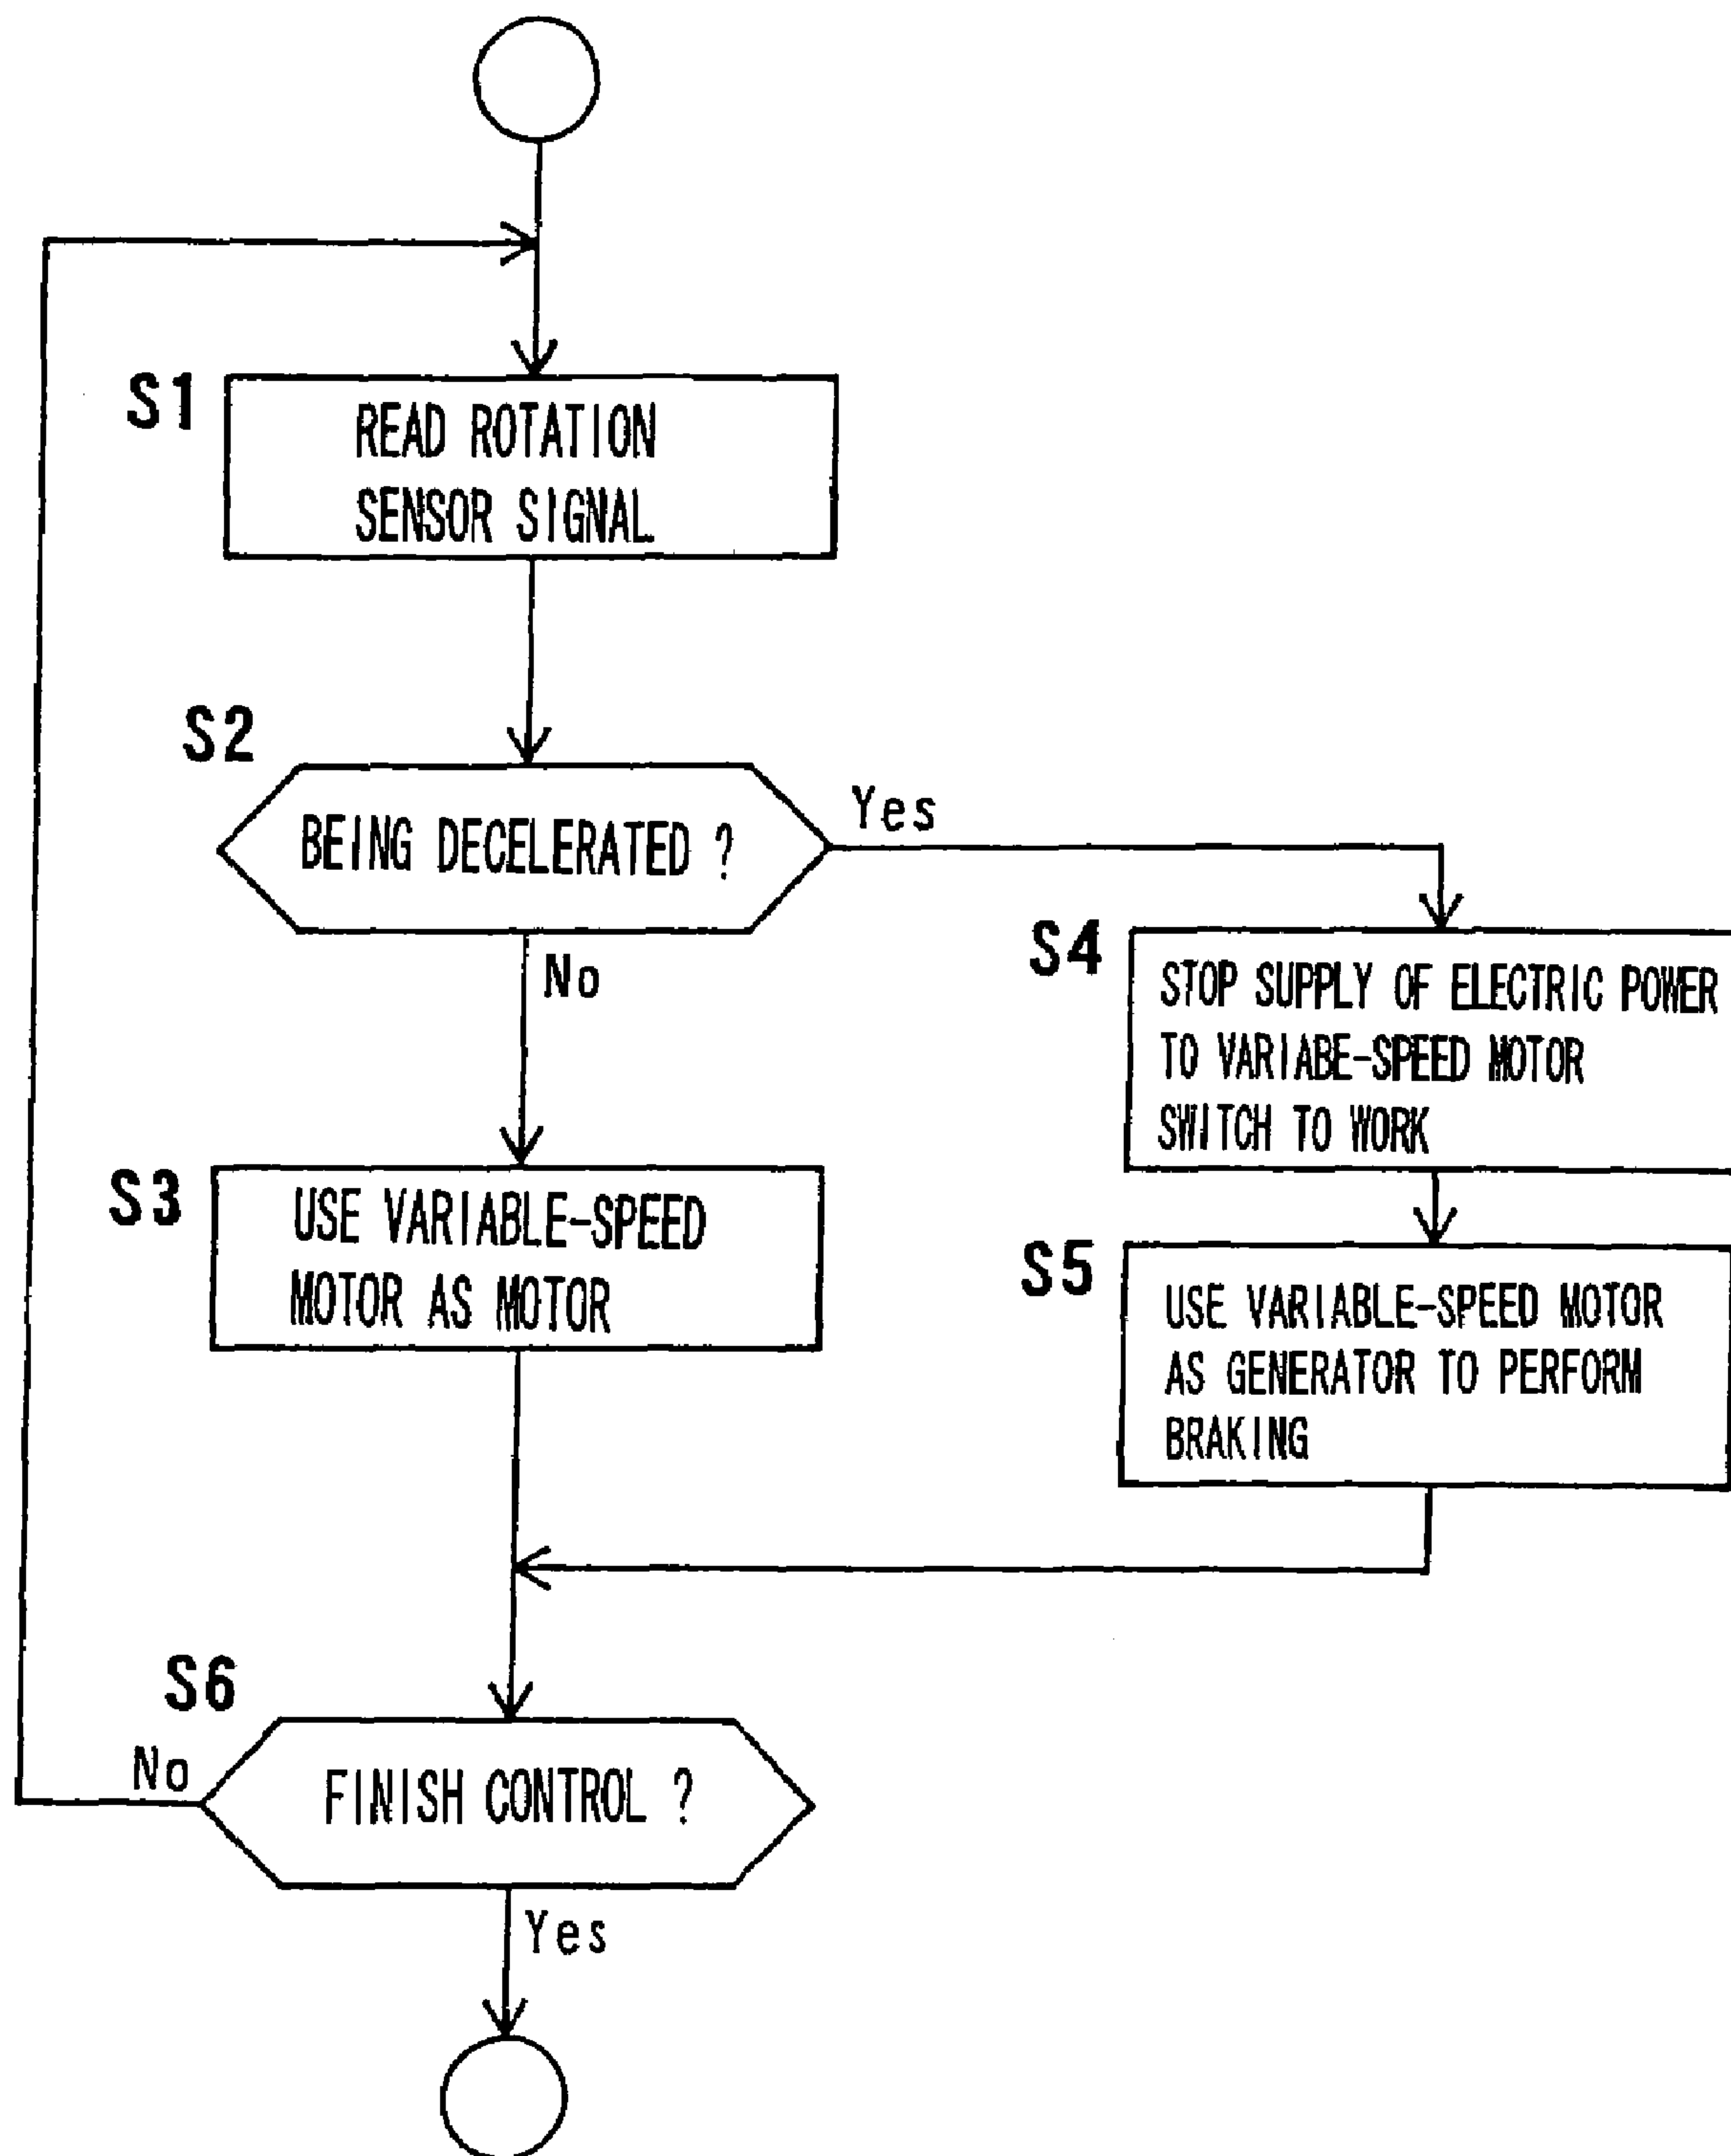 S1
READ ROTATION
SENSOR SIGNAL
S2
BEING DECELERATED ?
Yes
No
S4
STOP SUPPLY OF ELECTRIC POWER
TO VARIABE-SPEED MOTOR
SWITCH TO WORK
S3
USE VARIABLE-SPEED
MOTOR AS MOTOR
S5
USE VARIABLE-SPEED MOTOR
AS GENERATOR TO PERFORM
BRAKING
S6
No
FINISH CONTROL ?
Yes